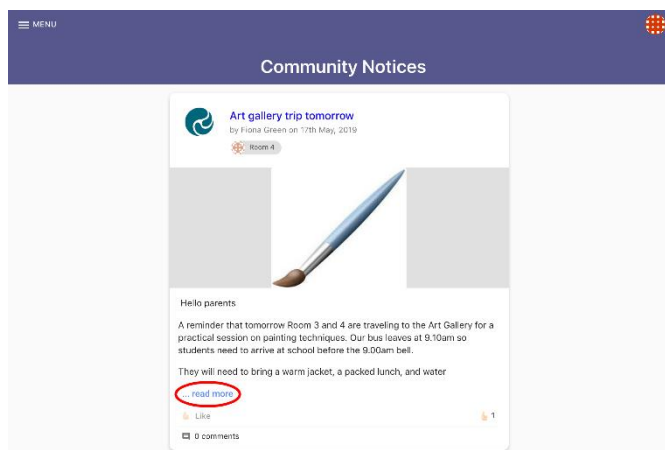 MENU
Community Notices
Art gallery trip tomorrow
by Fiona Green on 17th May, 2019
Room 4
Hello parents
A reminder that tomorrow Room 3 and 4 are traveling to the Art Gallery for a
practical session on painting techniques. Our bus leaves at 9.10am so
students need to arrive at school before the 9.00am bell.
They will need to bring a warm jacket, a packed lunch, and water
... read more
Like
1
0 comments